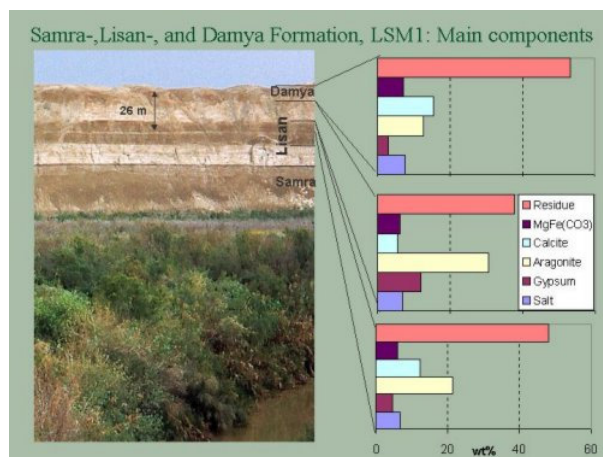 Samra-,Lisan-, and Damya Formation, LSM1: Main components
Damya
26 m
Lisan
Samra
Residue
MgFe(CO3)
Calcite
Aragonite
Gypsum
Salt
0
20
wt%
40
60